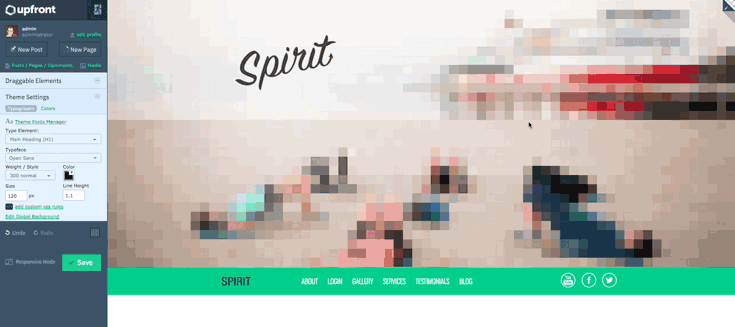 upfront
admin
administrator
edit profile
New Post
New Page
Posts / Pages / Comments
Media
Draggable Elements
Theme Settings
Typography
Colors
Aa Theme Fonts Manager
Type Element:
Main Heading (H1)
Typeface
Open Sans
Weight / Style
Color
300 normal
Size
Line Height
120 px
1.1
add custom css rules
Edit Global Background
Undo
Redo
Responsive Mode
Save
Spirit
SPIRIT
ABOUT
LOGIN
GALLERY
SERVICES
TESTIMONIALS
BLOG
You Tube